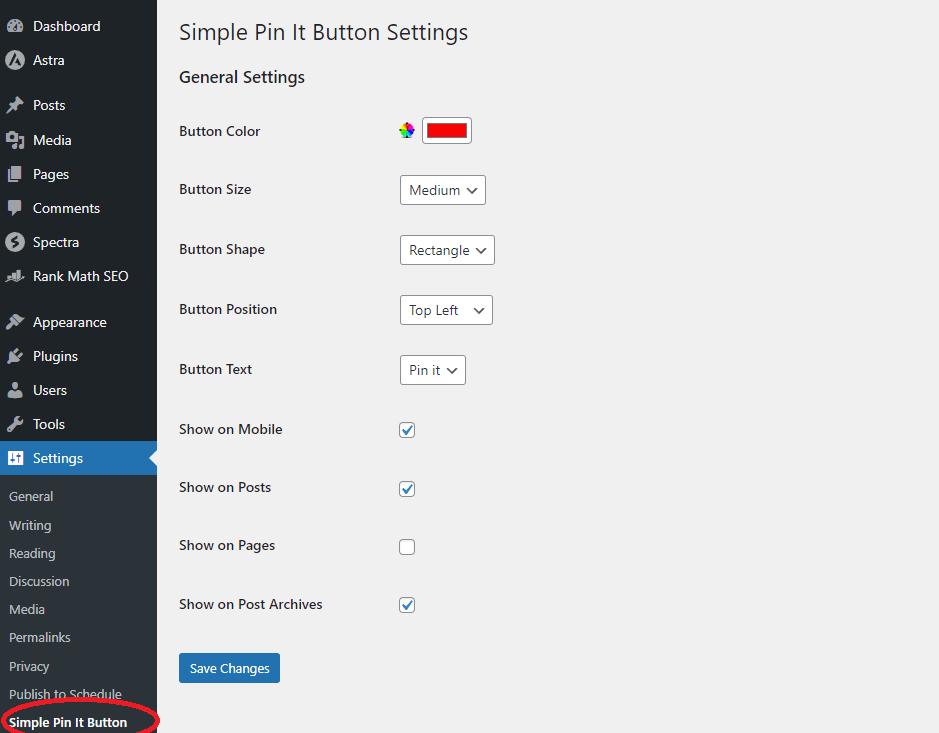 Dashboard
Astra
Posts
Media
Pages
Comments
Spectra
Rank Math SEO
Appearance
Plugins
Users
Tools
Settings
General
Writing
Reading
Discussion
Media
Permalinks
Privacy
Publish to Schedule
Simple Pin It Button
Simple Pin It Button Settings
General Settings
Button Color
Button Size Medium
Button Shape Rectangle
Button Position Top Left
Button Text Pin it
Show on Mobile
Show on Posts
Show on Pages
Show on Post Archives
Save Changes